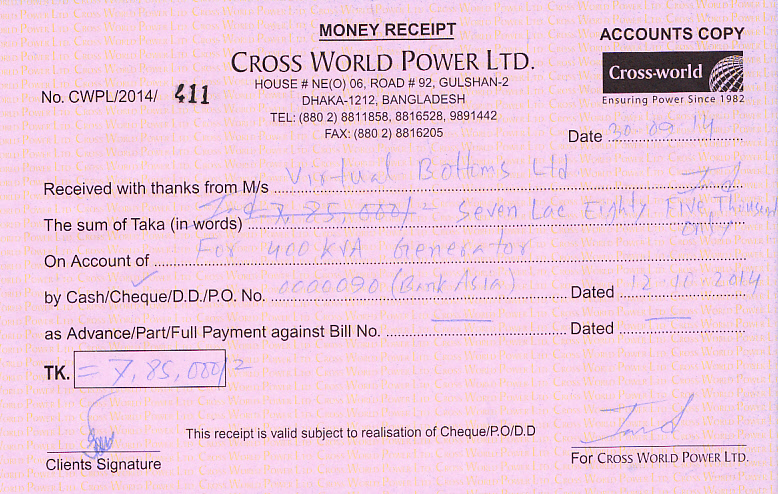 MONEY RECEIPT
ACCOUNTS COPY
CROSS WORLD POWER LTD.
Cross-world
Ensuring Power Since 1982
HOUSE # NE(O) 06, ROAD # 92, GULSHAN-2
DHAKA-1212, BANGLADESH
TEL: (880 2) 8811858, 8816528, 9891442
FAX: (880 2) 8816205
No. CWPL/2014/ 411
Date 30.09.14
Received with thanks from M/s Virtual Bottoms Ltd
The sum of Taka (in words) =7,85,000/= Seven Lac Eighty Five Thousand only
On Account of For 400 kVA Generator
by Cash/Cheque/D.D./P.O. No. 0000090 (Bank Asia) Dated 12-10-2014
as Advance/Part/Full Payment against Bill No. — Dated —
TK. =7,85,000/=
This receipt is valid subject to realisation of Cheque/P.O/D.D
Clients Signature
For CROSS WORLD POWER LTD.